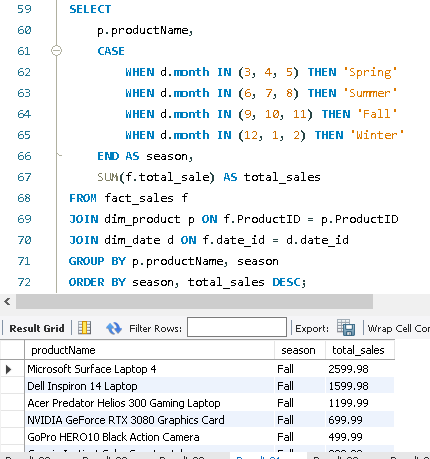 59 SELECT
60 p.productName,
61 CASE
62 WHEN d.month IN (3, 4, 5) THEN 'Spring'
63 WHEN d.month IN (6, 7, 8) THEN 'Summer'
64 WHEN d.month IN (9, 10, 11) THEN 'Fall'
65 WHEN d.month IN (12, 1, 2) THEN 'Winter'
66 END AS season,
67 SUM(f.total_sale) AS total_sales
68 FROM fact_sales f
69 JOIN dim_product p ON f.ProductID = p.ProductID
70 JOIN dim_date d ON f.date_id = d.date_id
71 GROUP BY p.productName, season
72 ORDER BY season, total_sales DESC;
Result Grid Filter Rows: Export: Wrap Cell Con
productName season total_sales
Microsoft Surface Laptop 4 Fall 2599.98
Dell Inspiron 14 Laptop Fall 1599.98
Acer Predator Helios 300 Gaming Laptop Fall 1199.99
NVIDIA GeForce RTX 3080 Graphics Card Fall 699.99
GoPro HERO10 Black Action Camera Fall 499.99